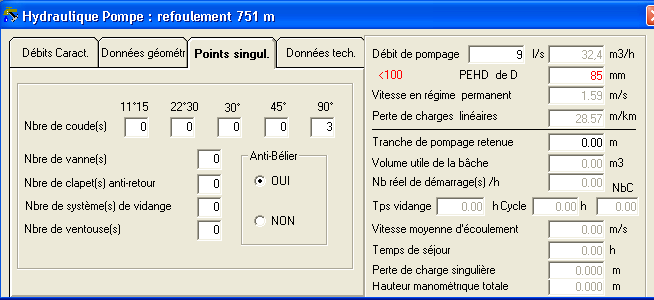 Hydraulique Pompe : refoulement 751 m
Débits Caract. Données géométr Points singul. Données tech.
11°15 22°30 30° 45° 90°
Nbre de coude(s) 0 0 0 0 3
Nbre de vanne(s) 0
Nbre de clapet(s) anti-retour 0
Nbre de système(s) de vidange 0
Nbre de ventouse(s) 0
Anti-Bélier
OUI
NON
Débit de pompage 9 l/s 32.4 m3/h
<100 PEHD de D 85 mm
Vitesse en régime permanent 1.59 m/s
Perte de charges linéaires 28.57 m/km
Tranche de pompage retenue 0.00 m
Volume utile de la bâche 0.00 m3
Nb réel de démarrage(s) /h 0.00 NbC
Tps vidange 0.00 h Cycle 0.00 h 0.00
Vitesse moyenne d'écoulement 0.00 m/s
Temps de séjour 0.00 h
Perte de charge singulière 0.000 m
Hauteur manométrique totale 0.000 m